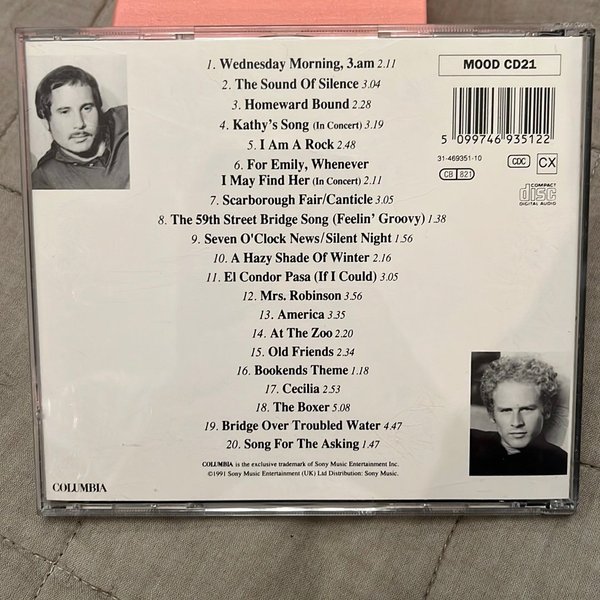 1. Wednesday Morning, 3.am 2.11
2. The Sound Of Silence 3.04
3. Homeward Bound 2.28
4. Kathy's Song (In Concert) 3.19
5. I Am A Rock 2.48
6. For Emily, Whenever
I May Find Her (In Concert) 2.11
7. Scarborough Fair/Canticle 3.05
8. The 59th Street Bridge Song (Feelin' Groovy) 1.38
9. Seven O'Clock News/Silent Night 1.56
10. A Hazy Shade Of Winter 2.16
11. El Condor Pasa (If I Could) 3.05
12. Mrs. Robinson 3.56
13. America 3.35
14. At The Zoo 2.20
15. Old Friends 2.34
16. Bookends Theme 1.18
17. Cecilia 2.53
18. The Boxer 5.08
19. Bridge Over Troubled Water 4.47
20. Song For The Asking 1.47
COLUMBIA is the exclusive trademark of Sony Music Entertainment Inc.
©1991 Sony Music Entertainment (UK) Ltd Distribution: Sony Music.
COLUMBIA
MOOD CD21
5 099746 935122
31-469351-10
CDC CX
CB 821
COMPACT
disc
DIGITAL AUDIO